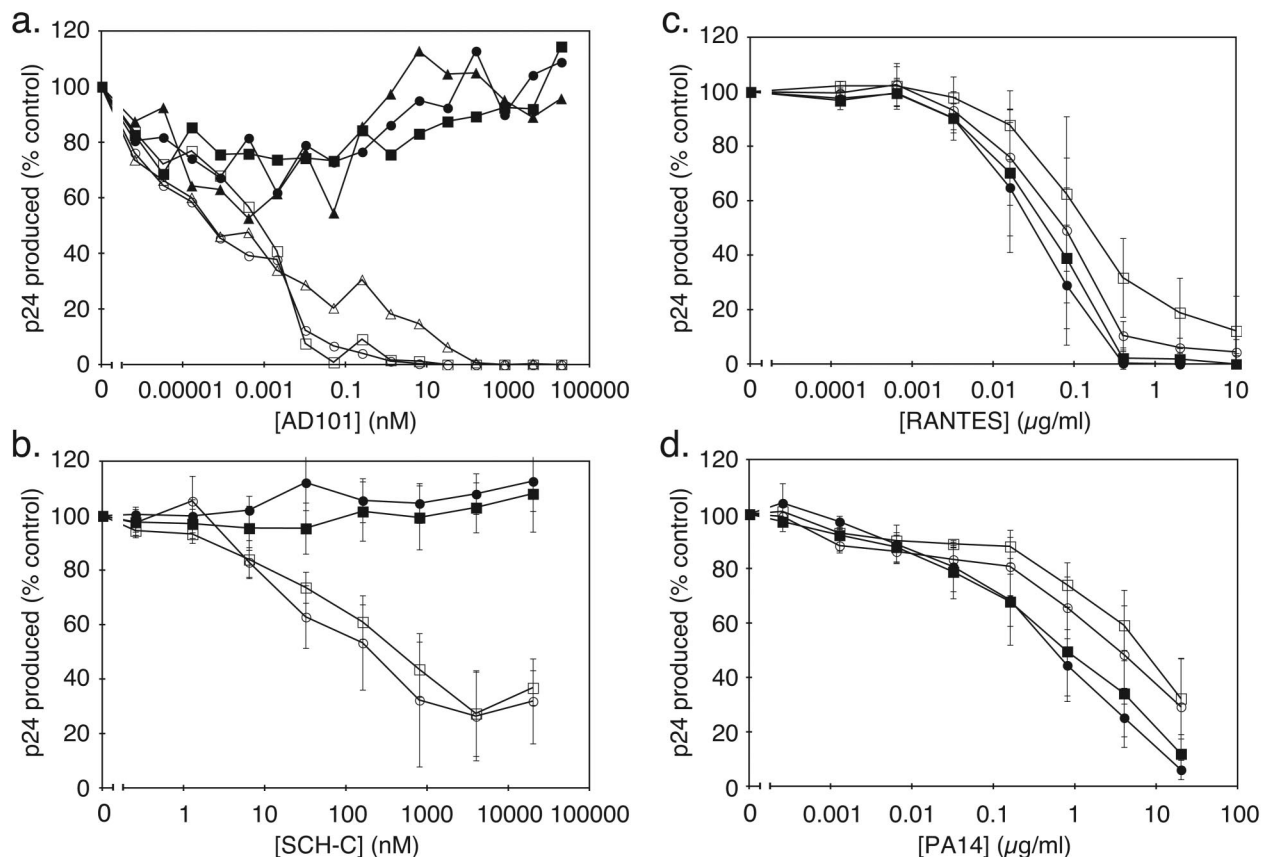 a.
p24 produced (% control)
120
100
80
60
40
20
0
0 0.00001 0.001 0.1 10 1000 100000
[AD101] (nM)
b.
p24 produced (% control)
120
100
80
60
40
20
0
0 1 10 100 1000 10000 100000
[SCH-C] (nM)
c.
p24 produced (% control)
120
100
80
60
40
20
0
0 0.0001 0.001 0.01 0.1 1 10
[RANTES] (µg/ml)
d.
p24 produced (% control)
120
100
80
60
40
20
0
0 0.001 0.01 0.1 1 10 100
[PA14] (µg/ml)